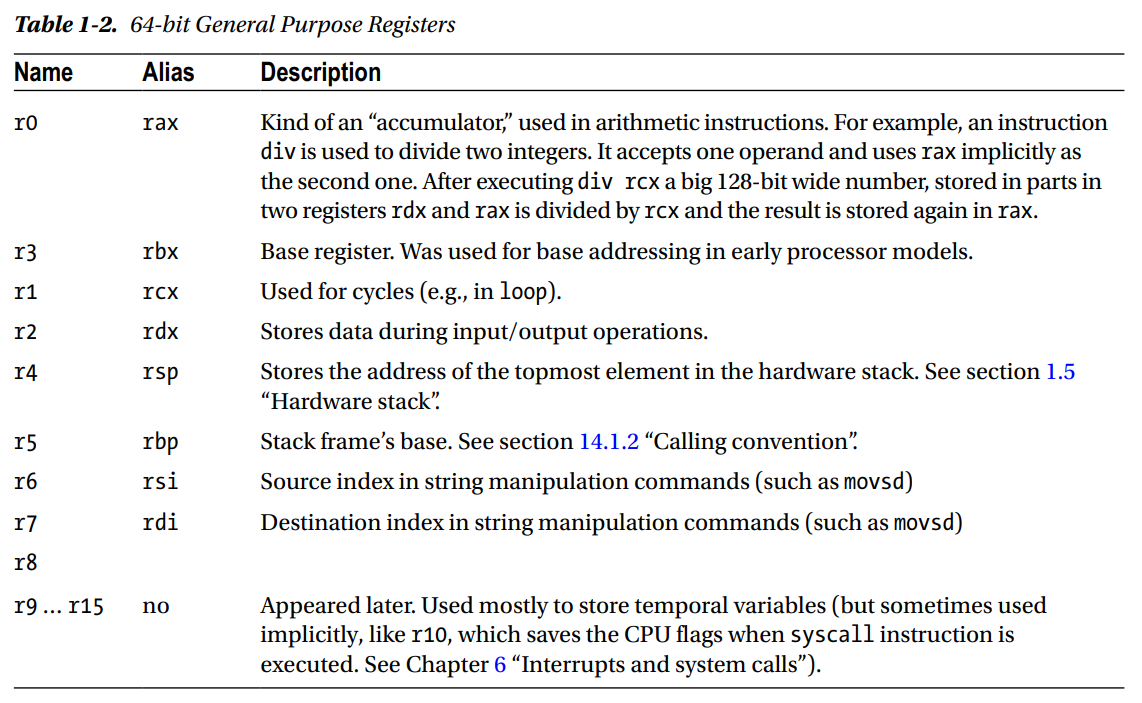 Table 1-2. 64-bit General Purpose Registers
Name Alias Description
r0 rax Kind of an “accumulator,” used in arithmetic instructions. For example, an instruction
div is used to divide two integers. It accepts one operand and uses rax implicitly as
the second one. After executing div rcx a big 128-bit wide number, stored in parts in
two registers rdx and rax is divided by rcx and the result is stored again in rax.
r3 rbx Base register. Was used for base addressing in early processor models.
r1 rcx Used for cycles (e.g., in loop).
r2 rdx Stores data during input/output operations.
r4 rsp Stores the address of the topmost element in the hardware stack. See section 1.5
“Hardware stack”.
r5 rbp Stack frame’s base. See section 14.1.2 “Calling convention”.
r6 rsi Source index in string manipulation commands (such as movsd)
r7 rdi Destination index in string manipulation commands (such as movsd)
r8
r9 … r15 no Appeared later. Used mostly to store temporal variables (but sometimes used
implicitly, like r10, which saves the CPU flags when syscall instruction is
executed. See Chapter 6 “Interrupts and system calls”).